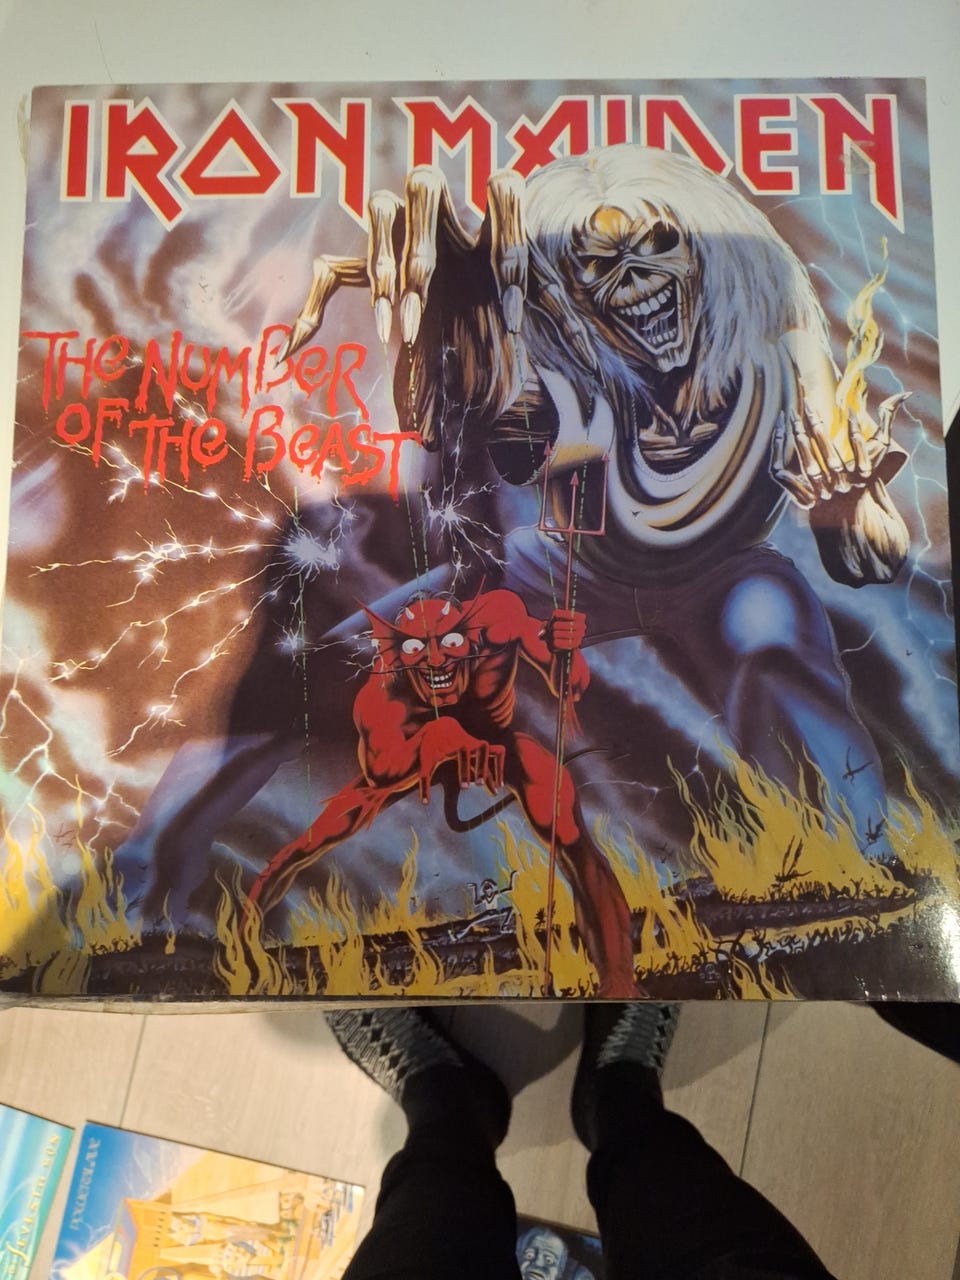 IRON MAIDEN
THE NUMBER
OF THE BEAST